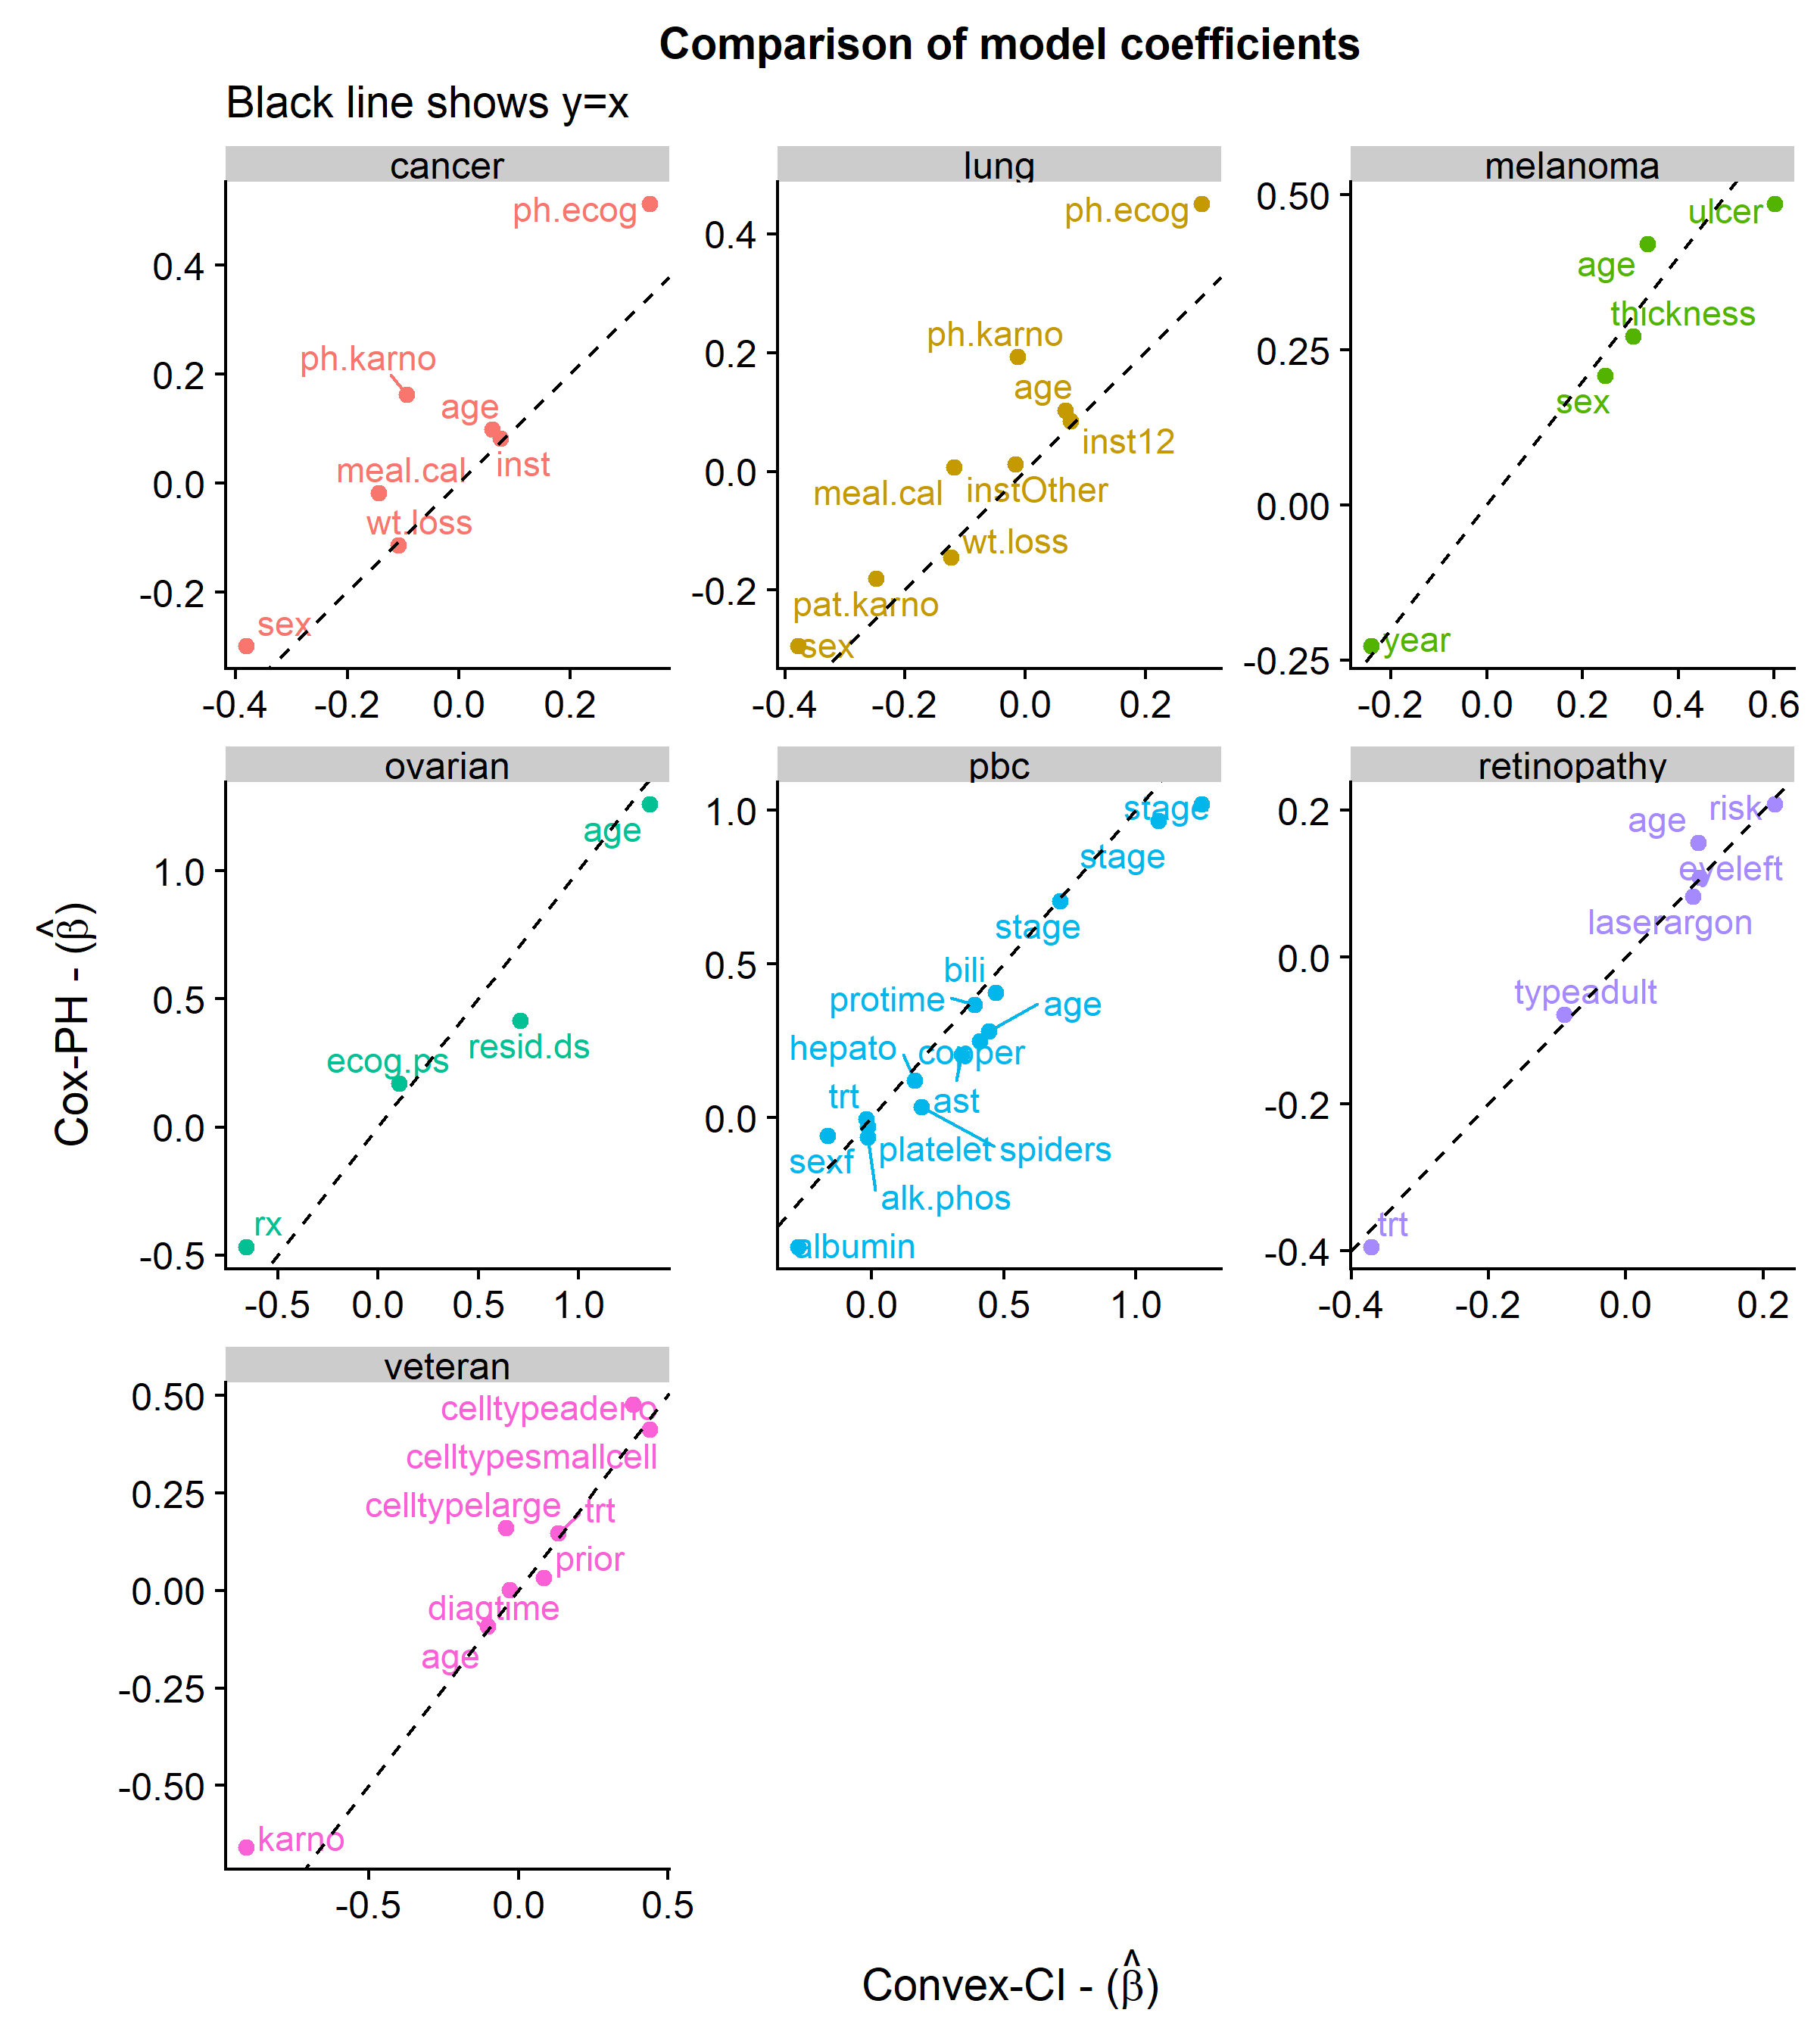 Comparison of model coefficients
Black line shows y=x
cancer
lung
melanoma
ph.ecog
ph.karno
age
inst
meal.cal
wt.loss
sex
0.4
0.2
0.0
-0.2
-0.4 -0.2 0.0 0.2
ph.ecog
ph.karno
age
inst12
instOther
meal.cal
wt.loss
pat.karno
sex
0.4
0.2
0.0
-0.2
-0.4 -0.2 0.0 0.2
ulcer
age
thickness
sex
year
0.50
0.25
0.00
-0.25
-0.2 0.0 0.2 0.4 0.6
ovarian
pbc
retinopathy
age
resid.ds
ecog.ps
rx
1.0
0.5
0.0
-0.5
-0.5 0.0 0.5 1.0
stage
stage
stage
bili
protime
age
hepato
copper
trt
ast
platelet
spiders
sexf
alk.phos
albumin
1.0
0.5
0.0
0.0 0.5 1.0
risk
age
eyeleft
laserargon
typeadult
trt
0.2
0.0
-0.2
-0.4
-0.4 -0.2 0.0 0.2
veteran
celltypeadeno
celltypesmallcell
celltypelarge
trt
prior
diagtime
age
karno
0.50
0.25
0.00
-0.25
-0.50
-0.5 0.0 0.5
Cox-PH - (β̂)
Convex-CI - (β̂)